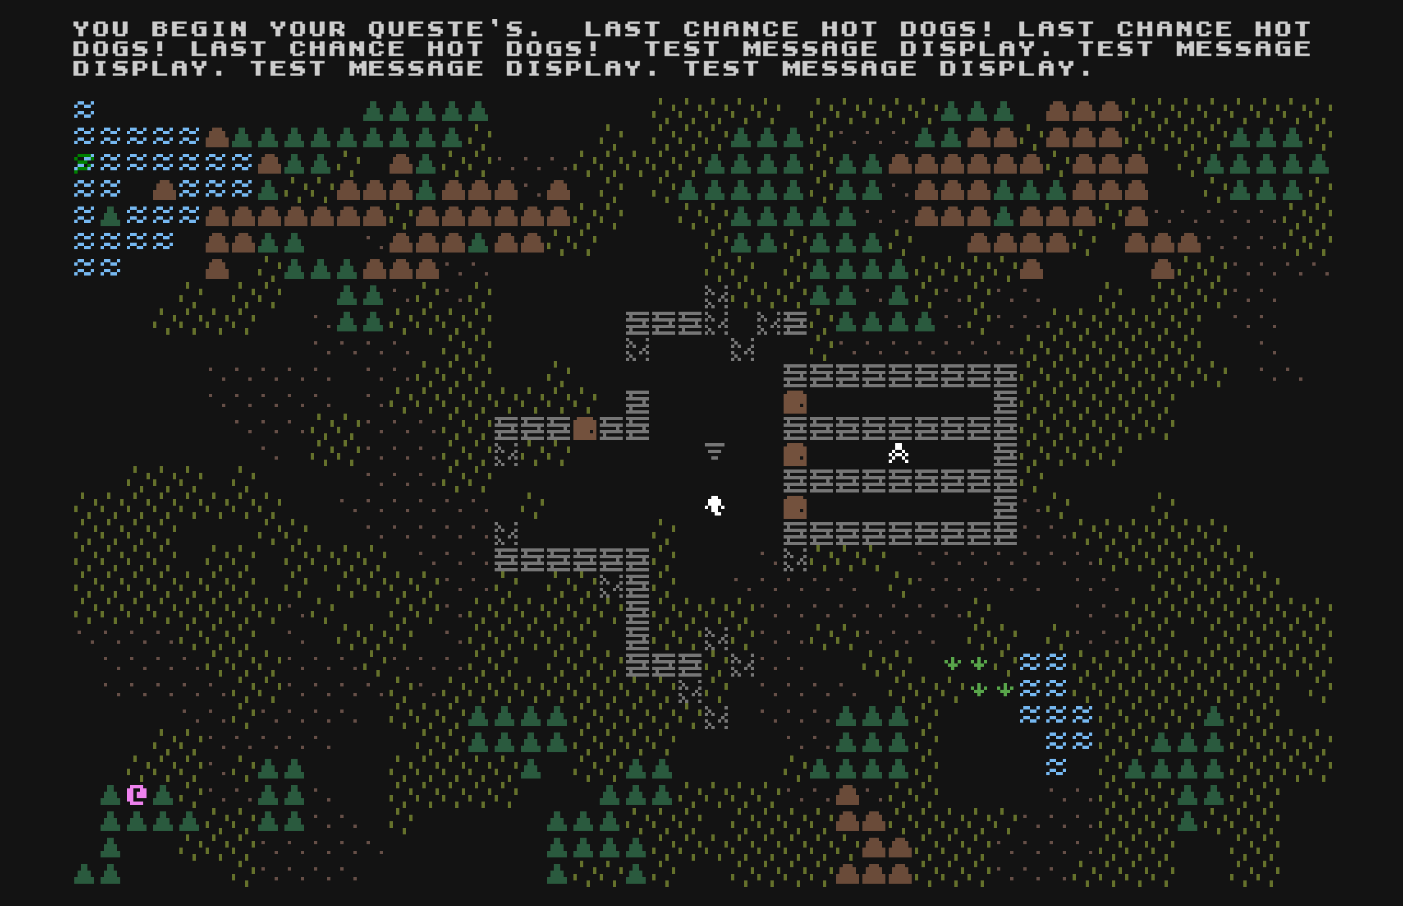 YOU BEGIN YOUR QUESTE'S.  LAST CHANCE HOT DOGS! LAST CHANCE HOT
DOGS! LAST CHANCE HOT DOGS!  TEST MESSAGE DISPLAY. TEST MESSAGE
DISPLAY. TEST MESSAGE DISPLAY. TEST MESSAGE DISPLAY.